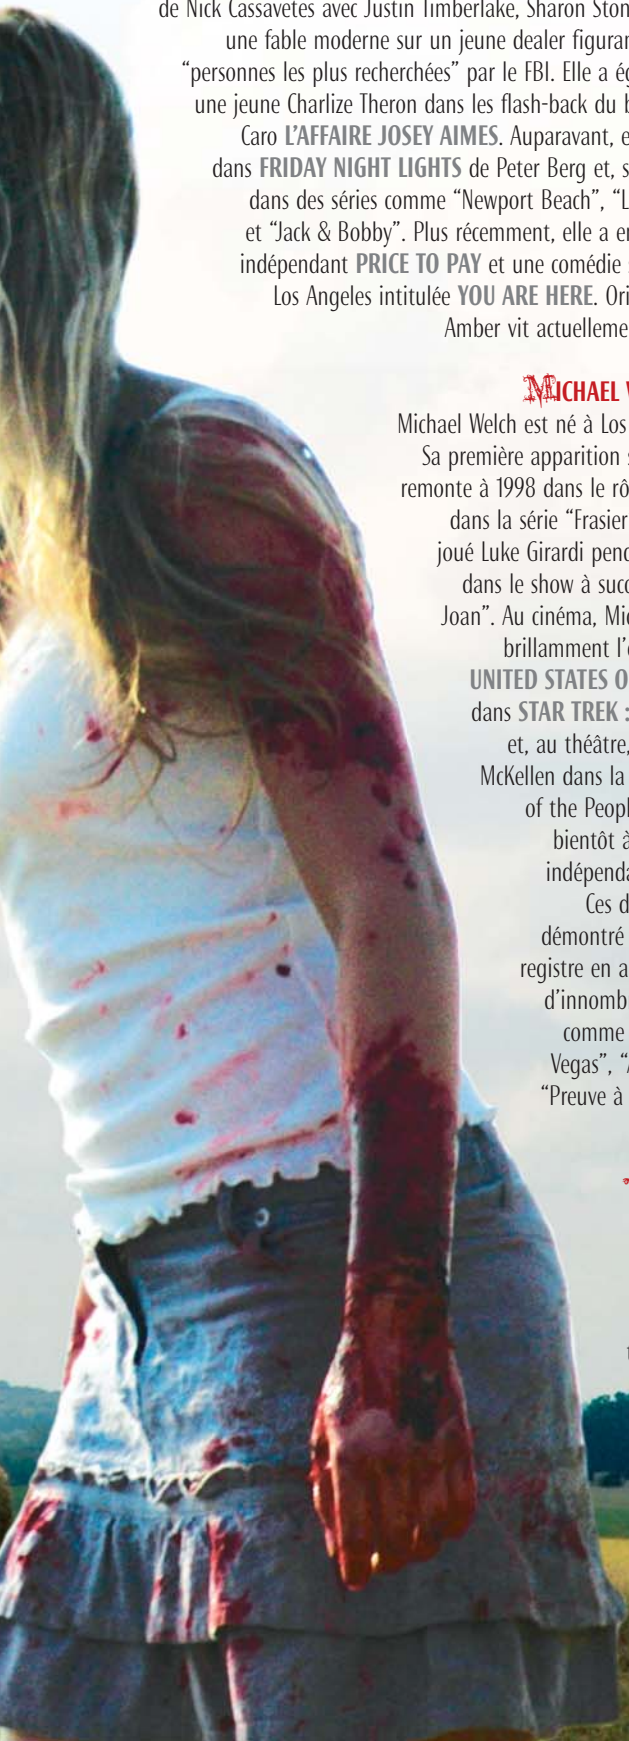 de Nick Cassavetes avec Justin Timberlake, Sharon Ston
une fable moderne sur un jeune dealer figuran
“personnes les plus recherchées” par le FBI. Elle a ég
une jeune Charlize Theron dans les flash-back du b
Caro L’AFFAIRE JOSEY AIMES. Auparavant, e
dans FRIDAY NIGHT LIGHTS de Peter Berg et, s
dans des séries comme “Newport Beach”, “L
et “Jack & Bobby”. Plus récemment, elle a en
indépendant PRICE TO PAY et une comédie
Los Angeles intitulée YOU ARE HERE. Ori
Amber vit actuelleme
MICHAEL
Michael Welch est né à Los
Sa première apparition s
remonte à 1998 dans le rô
dans la série “Frasier
joué Luke Girardi pend
dans le show à succ
Joan”. Au cinéma, Mic
brillamment l’
UNITED STATES O
dans STAR TREK :
et, au théâtre,
McKellen dans la
of the Peopl
bientôt à
indépenda
Ces d
démontré
registre en a
d’innomb
comme
Vegas”, “
“Preuve à